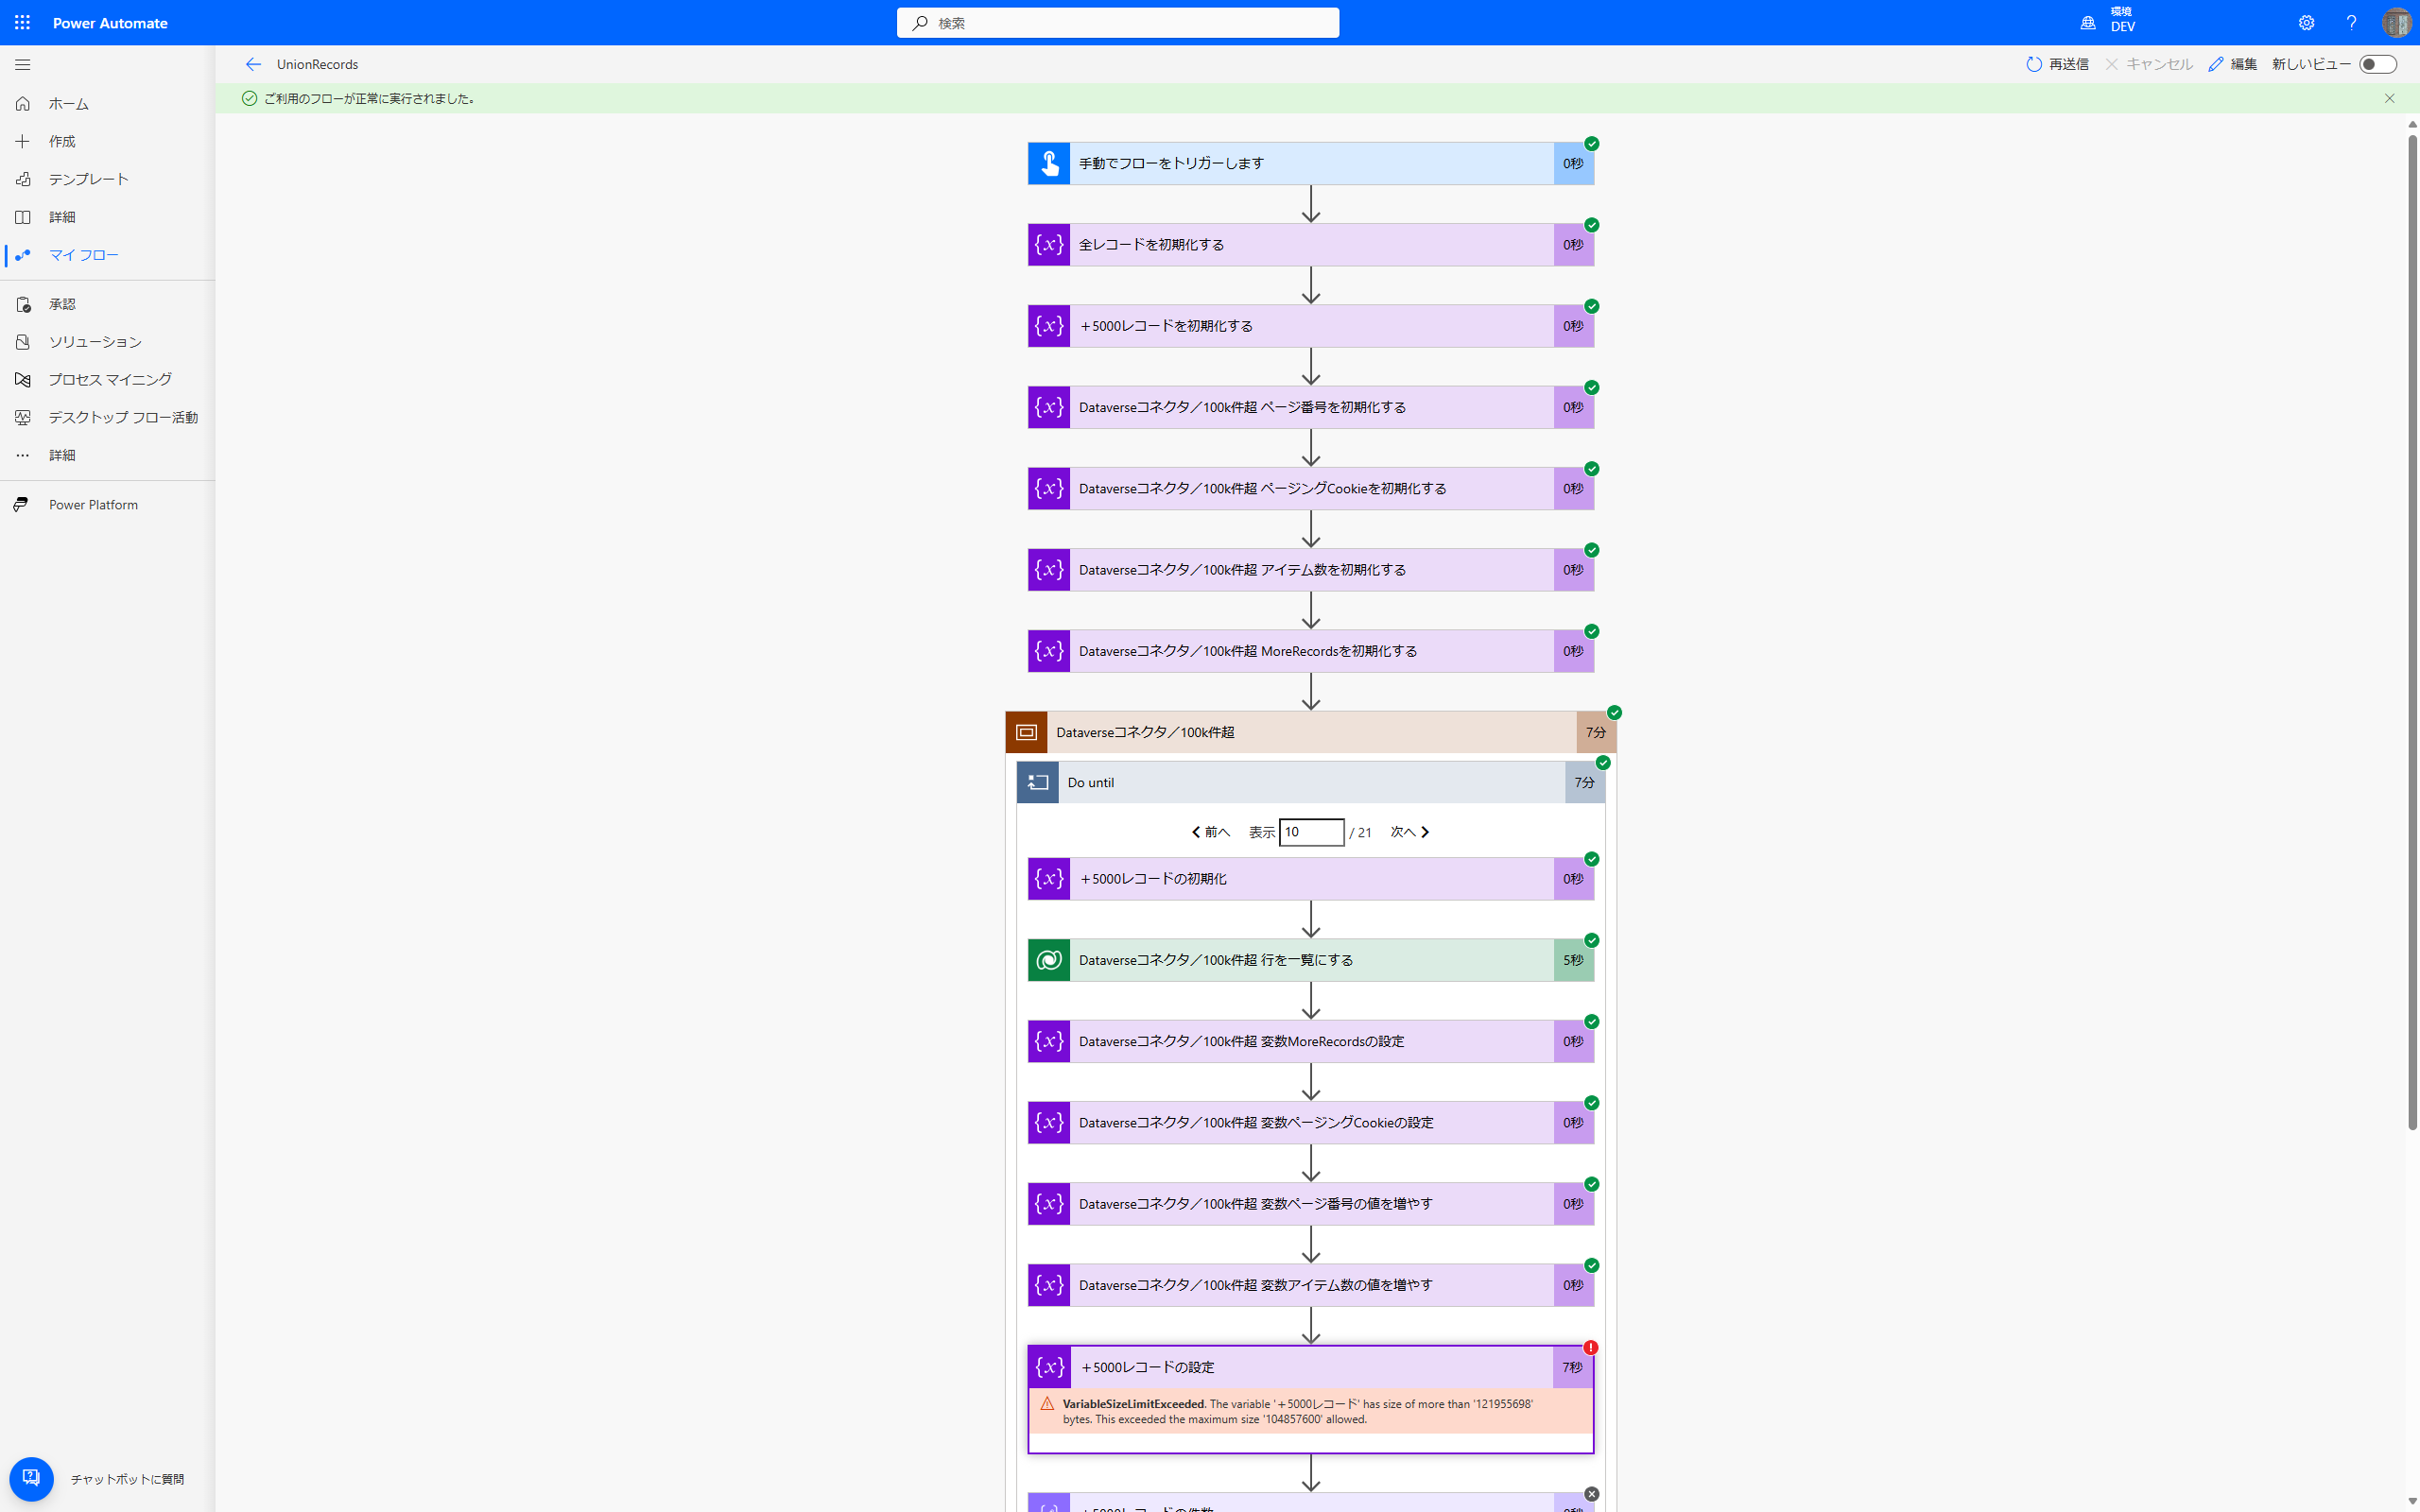 Power Automate
検索
環境
DEV
UnionRecords
再送信
キャンセル
編集
新しいビュー
ご利用のフローが正常に実行されました。
ホーム
作成
テンプレート
詳細
マイ フロー
承認
ソリューション
プロセス マイニング
デスクトップ フロー活動
詳細
Power Platform
チャットボットに質問
手動でフローをトリガーします 0秒
{x} 全レコードを初期化する 0秒
{x} ＋5000レコードを初期化する 0秒
{x} Dataverseコネクタ／100k件超 ページ番号を初期化する 0秒
{x} Dataverseコネクタ／100k件超 ページングCookieを初期化する 0秒
{x} Dataverseコネクタ／100k件超 アイテム数を初期化する 0秒
{x} Dataverseコネクタ／100k件超 MoreRecordsを初期化する 0秒
Dataverseコネクタ／100k件超 7分
Do until 7分
前へ 表示 10 / 21 次へ
{x} ＋5000レコードの初期化 0秒
Dataverseコネクタ／100k件超 行を一覧にする 5秒
{x} Dataverseコネクタ／100k件超 変数MoreRecordsの設定 0秒
{x} Dataverseコネクタ／100k件超 変数ページングCookieの設定 0秒
{x} Dataverseコネクタ／100k件超 変数ページ番号の値を増やす 0秒
{x} Dataverseコネクタ／100k件超 変数アイテム数の値を増やす 0秒
{x} ＋5000レコードの設定 7秒
VariableSizeLimitExceeded. The variable '＋5000レコード' has size of more than '121955698'
bytes. This exceeded the maximum size '104857600' allowed.